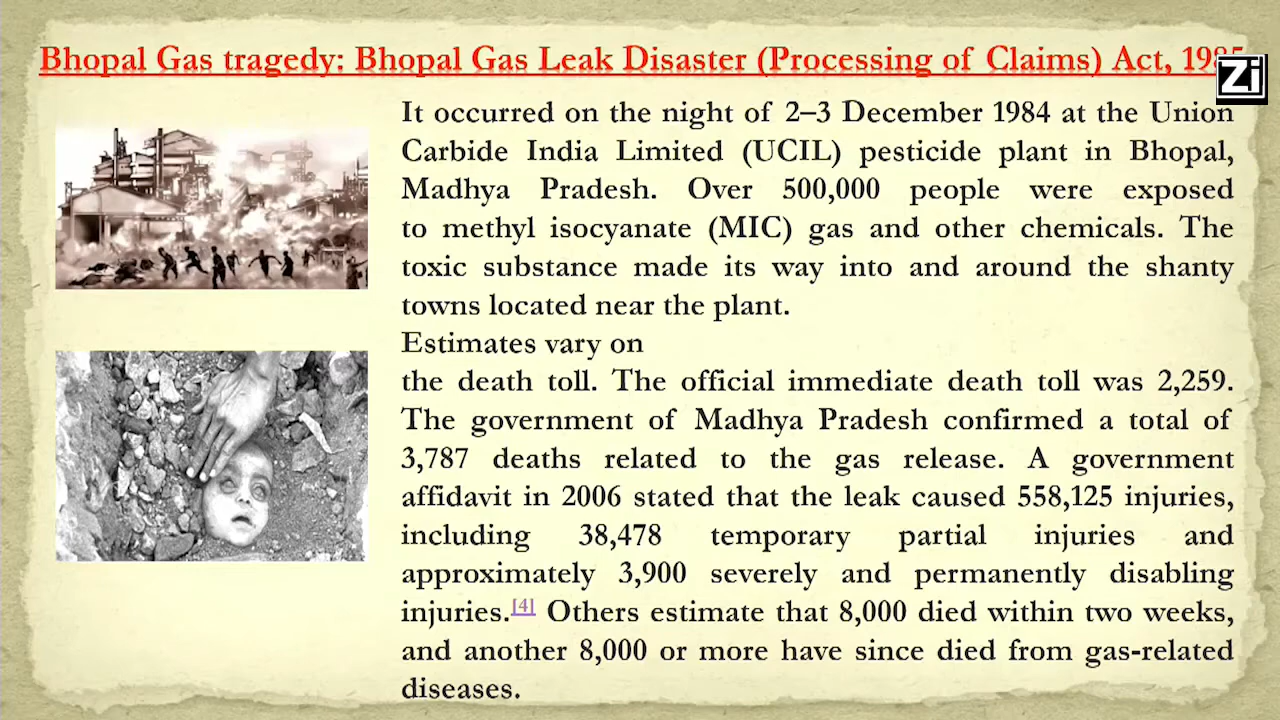 Bhopal Gas tragedy: Bhopal Gas Leak Disaster (Processing of Claims) Act, 1985
Zi
It occurred on the night of 2–3 December 1984 at the Union
Carbide India Limited (UCIL) pesticide plant in Bhopal,
Madhya Pradesh. Over 500,000 people were exposed
to methyl isocyanate (MIC) gas and other chemicals. The
toxic substance made its way into and around the shanty
towns located near the plant.
Estimates vary on
the death toll. The official immediate death toll was 2,259.
The government of Madhya Pradesh confirmed a total of
3,787 deaths related to the gas release. A government
affidavit in 2006 stated that the leak caused 558,125 injuries,
including 38,478 temporary partial injuries and
approximately 3,900 severely and permanently disabling
injuries.[4] Others estimate that 8,000 died within two weeks,
and another 8,000 or more have since died from gas-related
diseases.